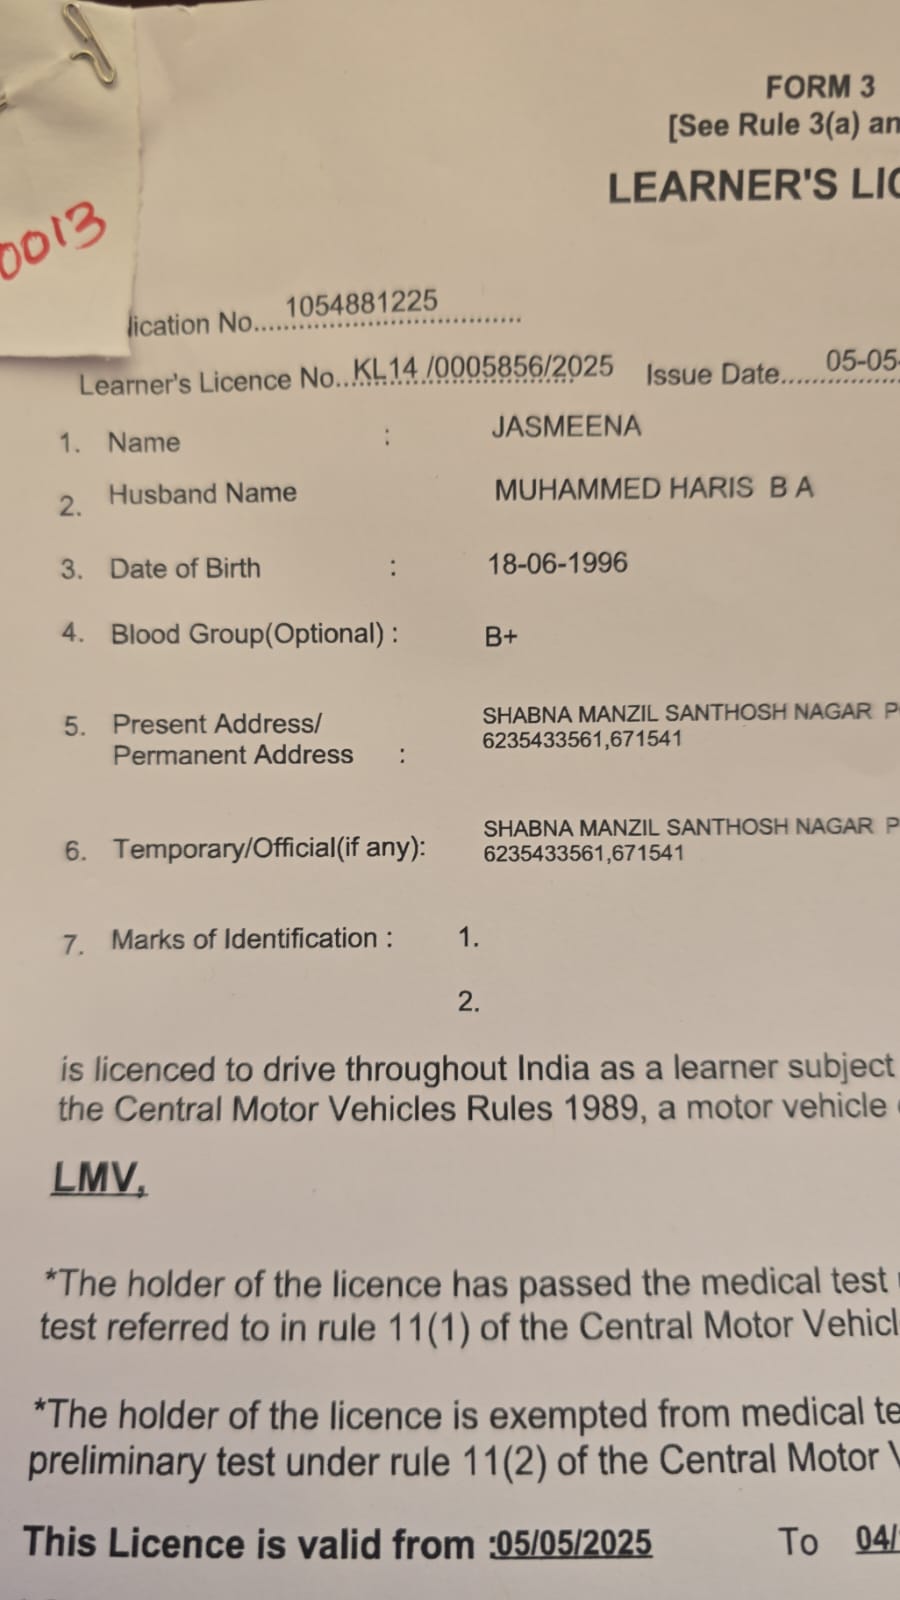 FORM 3
[See Rule 3(a) an
LEARNER'S LIC
0013
lication No.... 1054881225
Learner's Licence No... KL14 /0005856/2025 Issue Date..... 05-05-
1. Name : JASMEENA
2. Husband Name MUHAMMED HARIS B A
3. Date of Birth : 18-06-1996
4. Blood Group(Optional) : B+
5. Present Address/ SHABNA MANZIL SANTHOSH NAGAR P
Permanent Address : 6235433561,671541
6. Temporary/Official(if any): SHABNA MANZIL SANTHOSH NAGAR P
6235433561,671541
7. Marks of Identification : 1.
2.
is licenced to drive throughout India as a learner subject
the Central Motor Vehicles Rules 1989, a motor vehicle
LMV,
*The holder of the licence has passed the medical test
test referred to in rule 11(1) of the Central Motor Vehicl
*The holder of the licence is exempted from medical te
preliminary test under rule 11(2) of the Central Motor V
This Licence is valid from :05/05/2025 To 04/